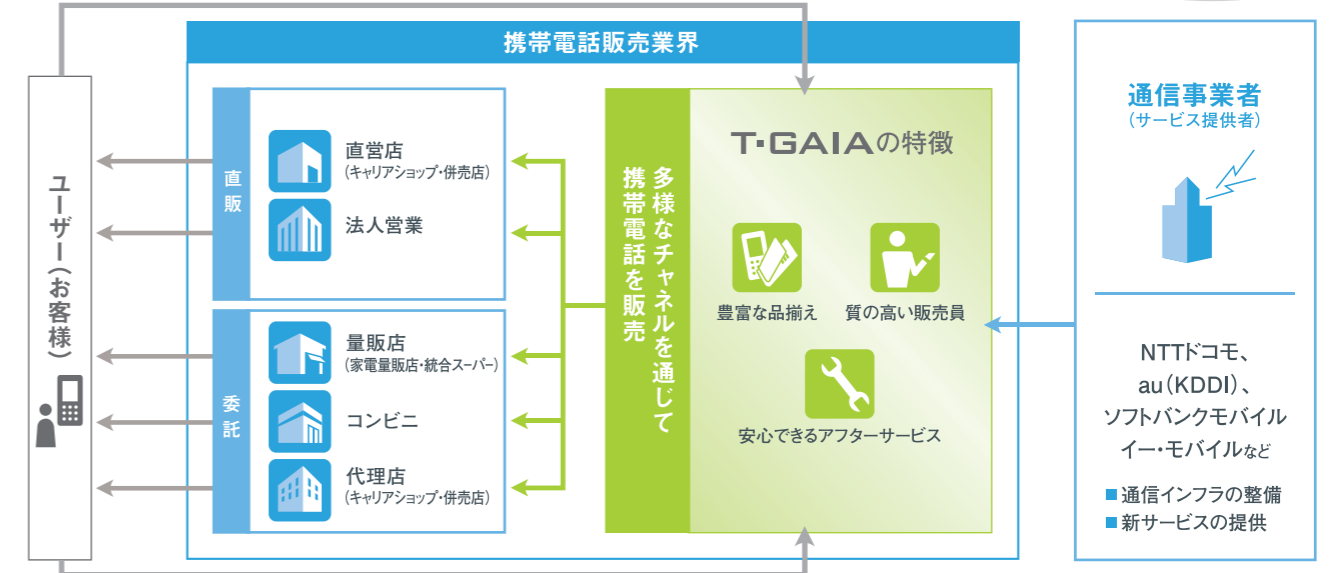 携帯電話販売業界
ユーザー（お客様）
直販
直営店
（キャリアショップ・併売店）
法人営業
委託
量販店
（家電量販店・統合スーパー）
コンビニ
代理店
（キャリアショップ・併売店）
多様なチャネルを通じて
携帯電話を販売
T・GAIAの特徴
豊富な品揃え
質の高い販売員
安心できるアフターサービス
通信事業者
（サービス提供者）
NTTドコモ、
au（KDDI）、
ソフトバンクモバイル
イー・モバイルなど
■通信インフラの整備
■新サービスの提供